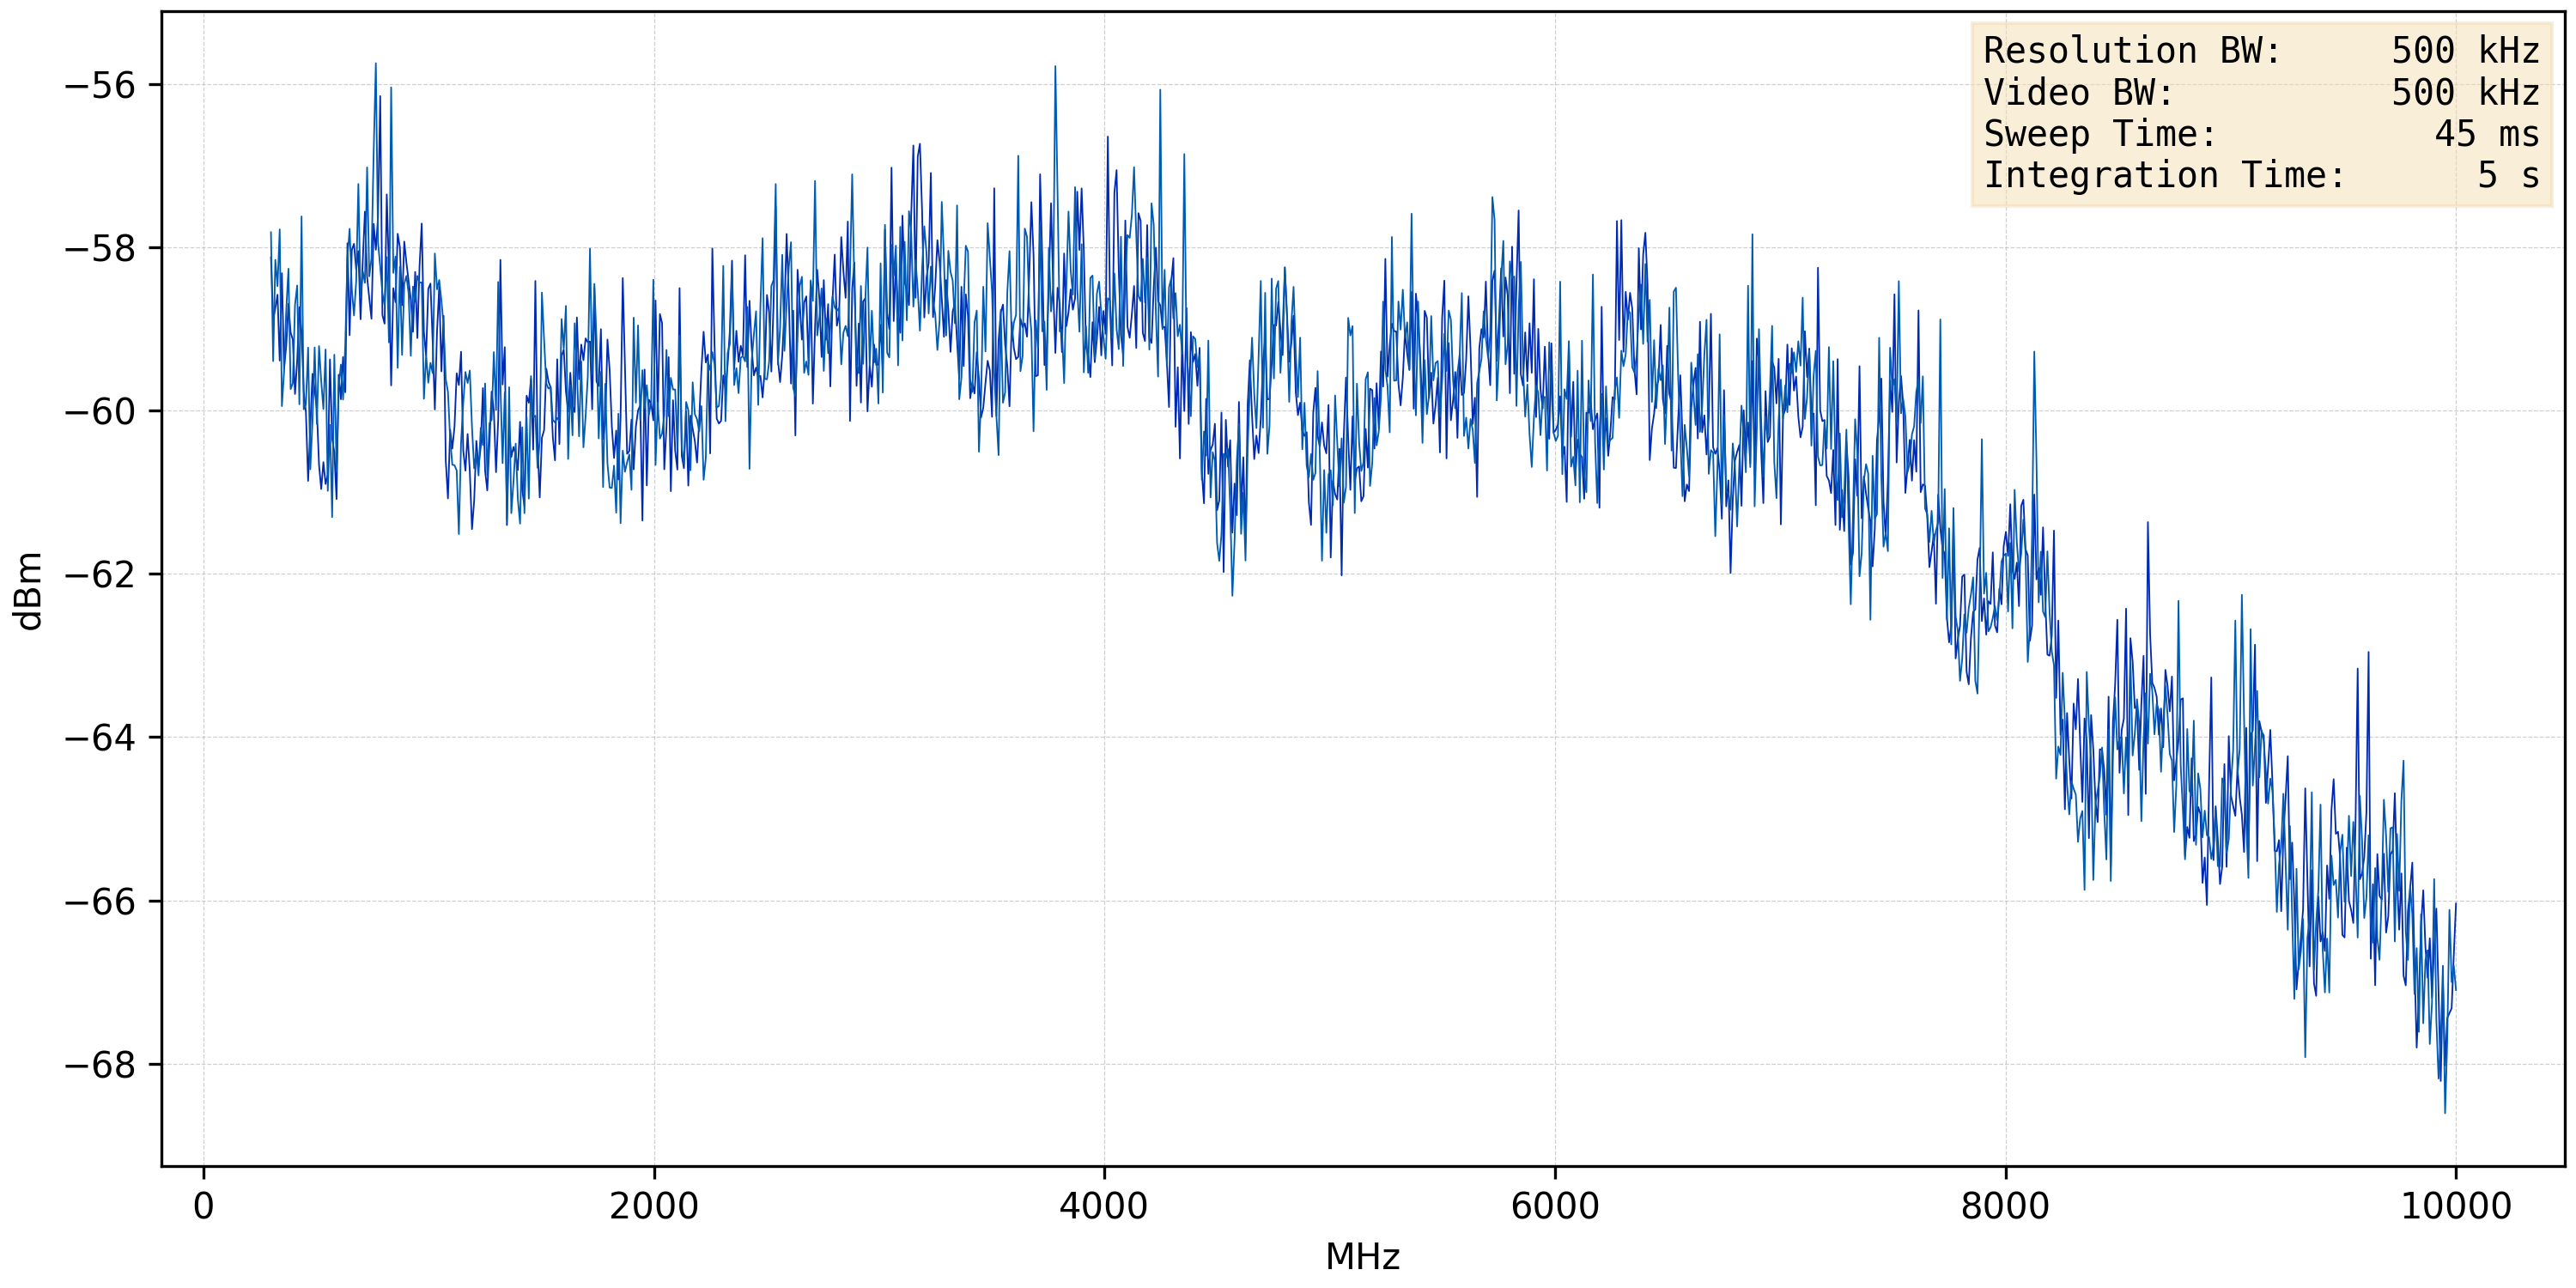 Resolution BW: 500 kHz
Video BW: 500 kHz
Sweep Time: 45 ms
Integration Time: 5 s
−56
−58
−60
−62
−64
−66
−68
dBm
0 2000 4000 6000 8000 10000
MHz